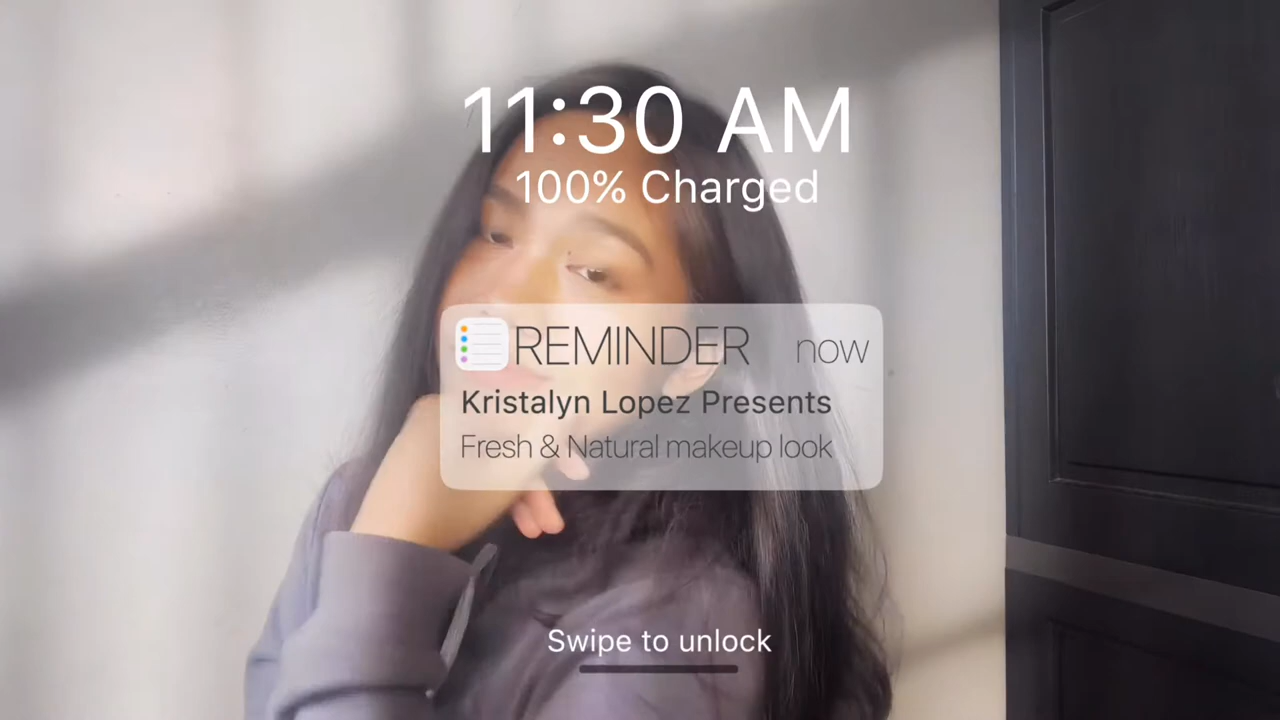 11:30 AM
100% Charged
REMINDER now
Kristalyn Lopez Presents
Fresh & Natural makeup look
Swipe to unlock